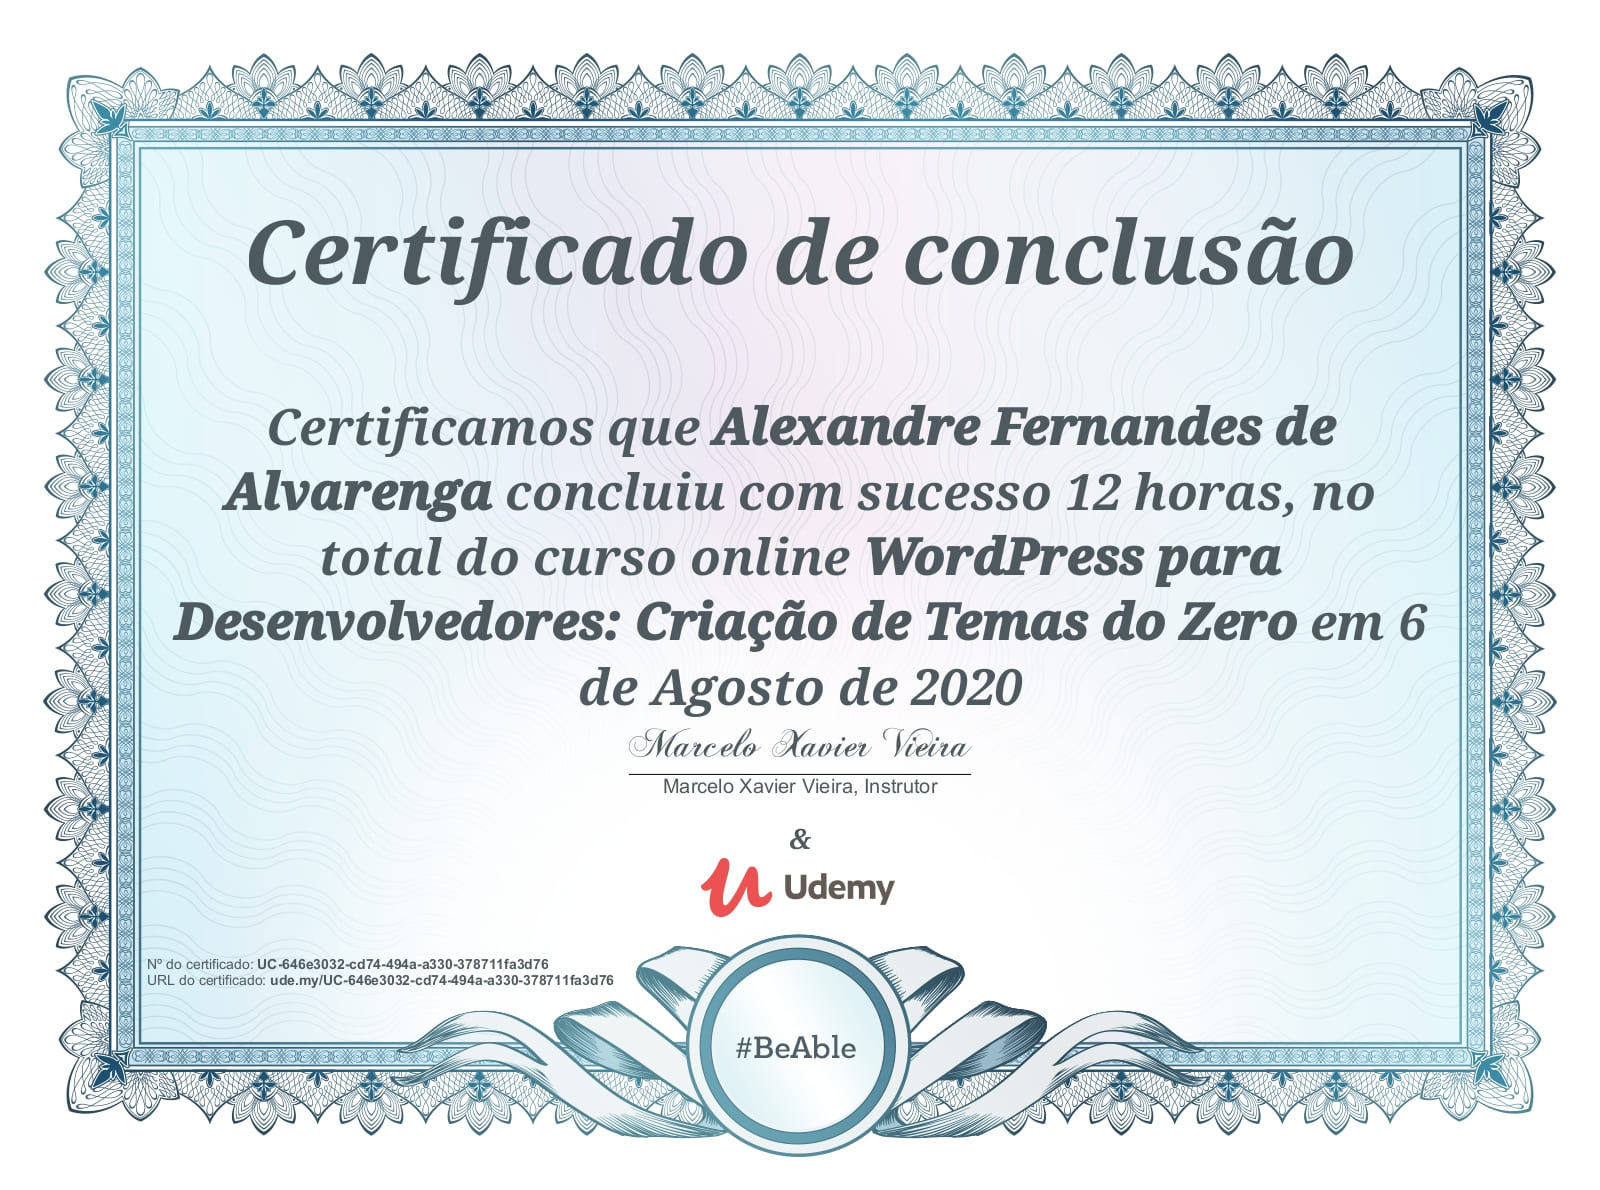 Certificado de conclusão
Certificamos que Alexandre Fernandes de
Alvarenga concluiu com sucesso 12 horas, no
total do curso online WordPress para
Desenvolvedores: Criação de Temas do Zero em 6
de Agosto de 2020
Marcelo Xavier Vieira
Marcelo Xavier Vieira, Instrutor
&
Udemy
Nº do certificado: UC-646e3032-cd74-494a-a330-378711fa3d76
URL do certificado: ude.my/UC-646e3032-cd74-494a-a330-378711fa3d76
#BeAble